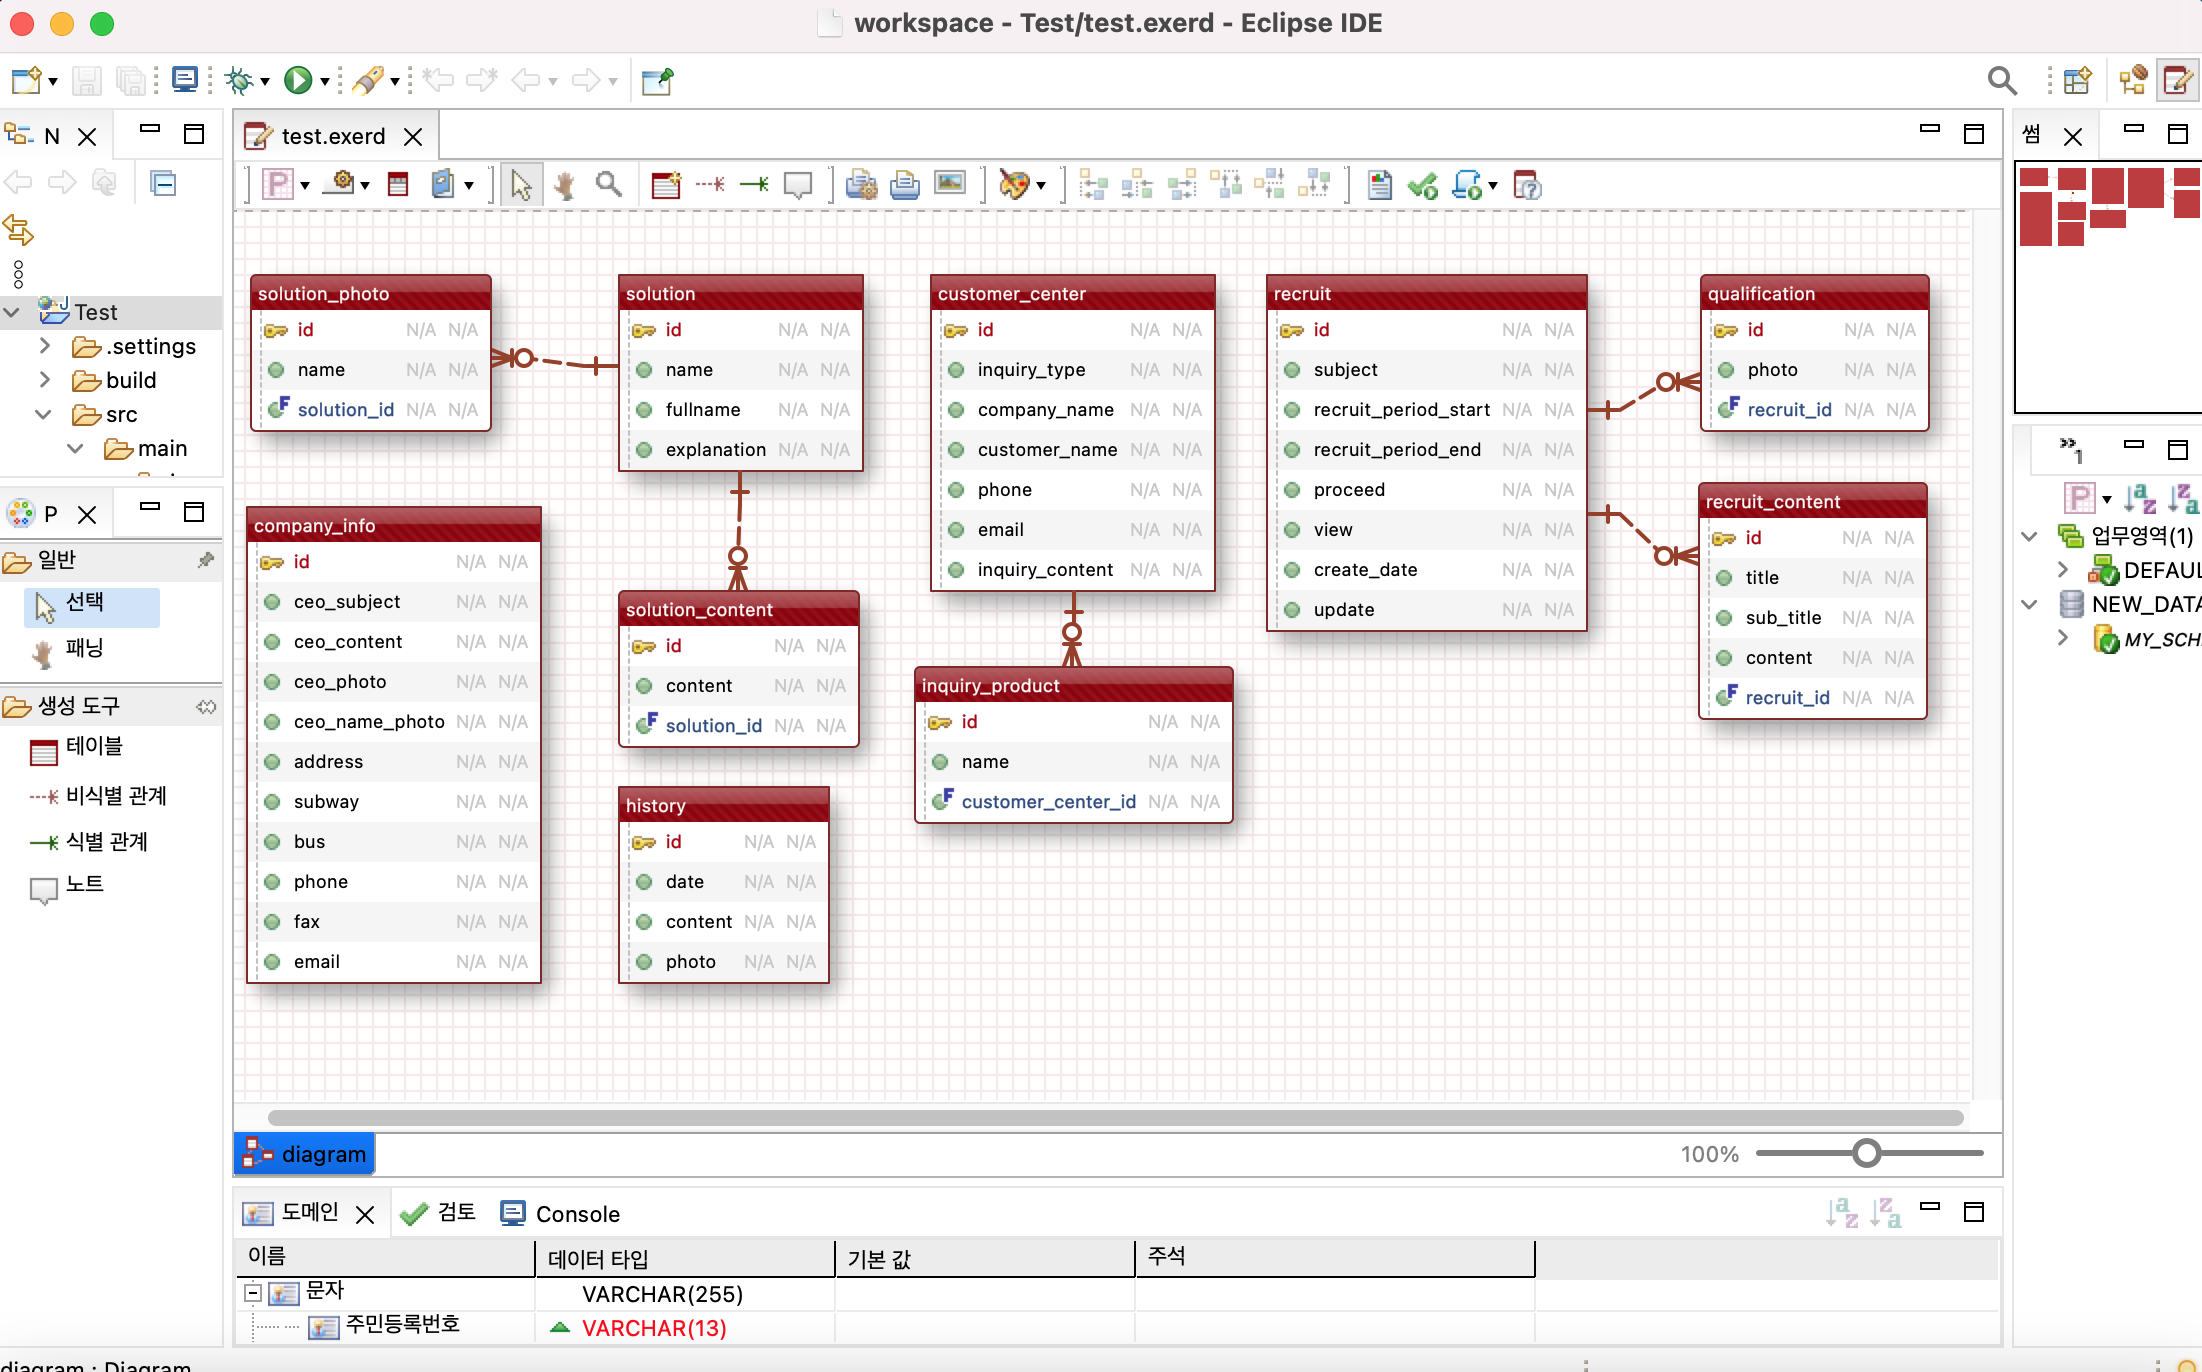 workspace - Test/test.exerd - Eclipse IDE
N
test.exerd
썸
Test
.settings
build
src
main
P
일반
선택
패닝
생성 도구
테이블
비식별 관계
식별 관계
노트
solution_photo
id N/A N/A
name N/A N/A
solution_id N/A N/A
solution
id N/A N/A
name N/A N/A
fullname N/A N/A
explanation N/A N/A
customer_center
id N/A N/A
inquiry_type N/A N/A
company_name N/A N/A
customer_name N/A N/A
phone N/A N/A
email N/A N/A
inquiry_content N/A N/A
recruit
id N/A N/A
subject N/A N/A
recruit_period_start N/A N/A
recruit_period_end N/A N/A
proceed N/A N/A
view N/A N/A
create_date N/A N/A
update N/A N/A
qualification
id N/A N/A
photo N/A N/A
recruit_id N/A N/A
recruit_content
id N/A N/A
title N/A N/A
sub_title N/A N/A
content N/A N/A
recruit_id N/A N/A
company_info
id N/A N/A
ceo_subject N/A N/A
ceo_content N/A N/A
ceo_photo N/A N/A
ceo_name_photo N/A N/A
address N/A N/A
subway N/A N/A
bus N/A N/A
phone N/A N/A
fax N/A N/A
email N/A N/A
solution_content
id N/A N/A
content N/A N/A
solution_id N/A N/A
history
id N/A N/A
date N/A N/A
content N/A N/A
photo N/A N/A
inquiry_product
id N/A N/A
name N/A N/A
customer_center_id N/A N/A
»1
업무영역(1)
DEFAUL
NEW_DATA
MY_SCH
diagram
100%
도메인 검토 Console
이름 데이터 타입 기본 값 주석
문자 VARCHAR(255)
주민등록번호 VARCHAR(13)
diagram : Diagram